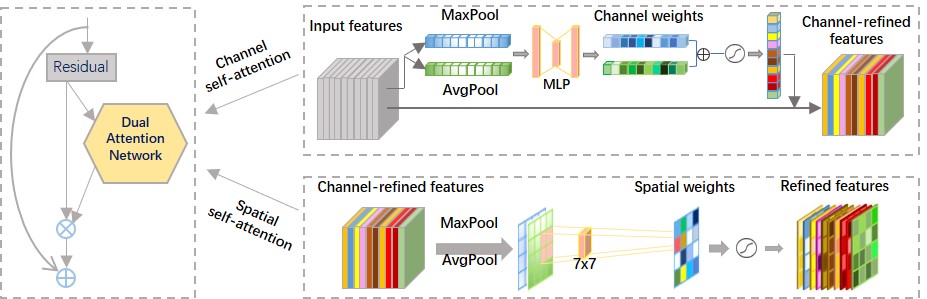 Residual
Dual
Attention
Network
Channel
self-attention
Spatial
self-attention
Input features
MaxPool
AvgPool
MLP
Channel weights
Channel-refined
features
Channel-refined features
MaxPool
AvgPool
7x7
Spatial weights
Refined features